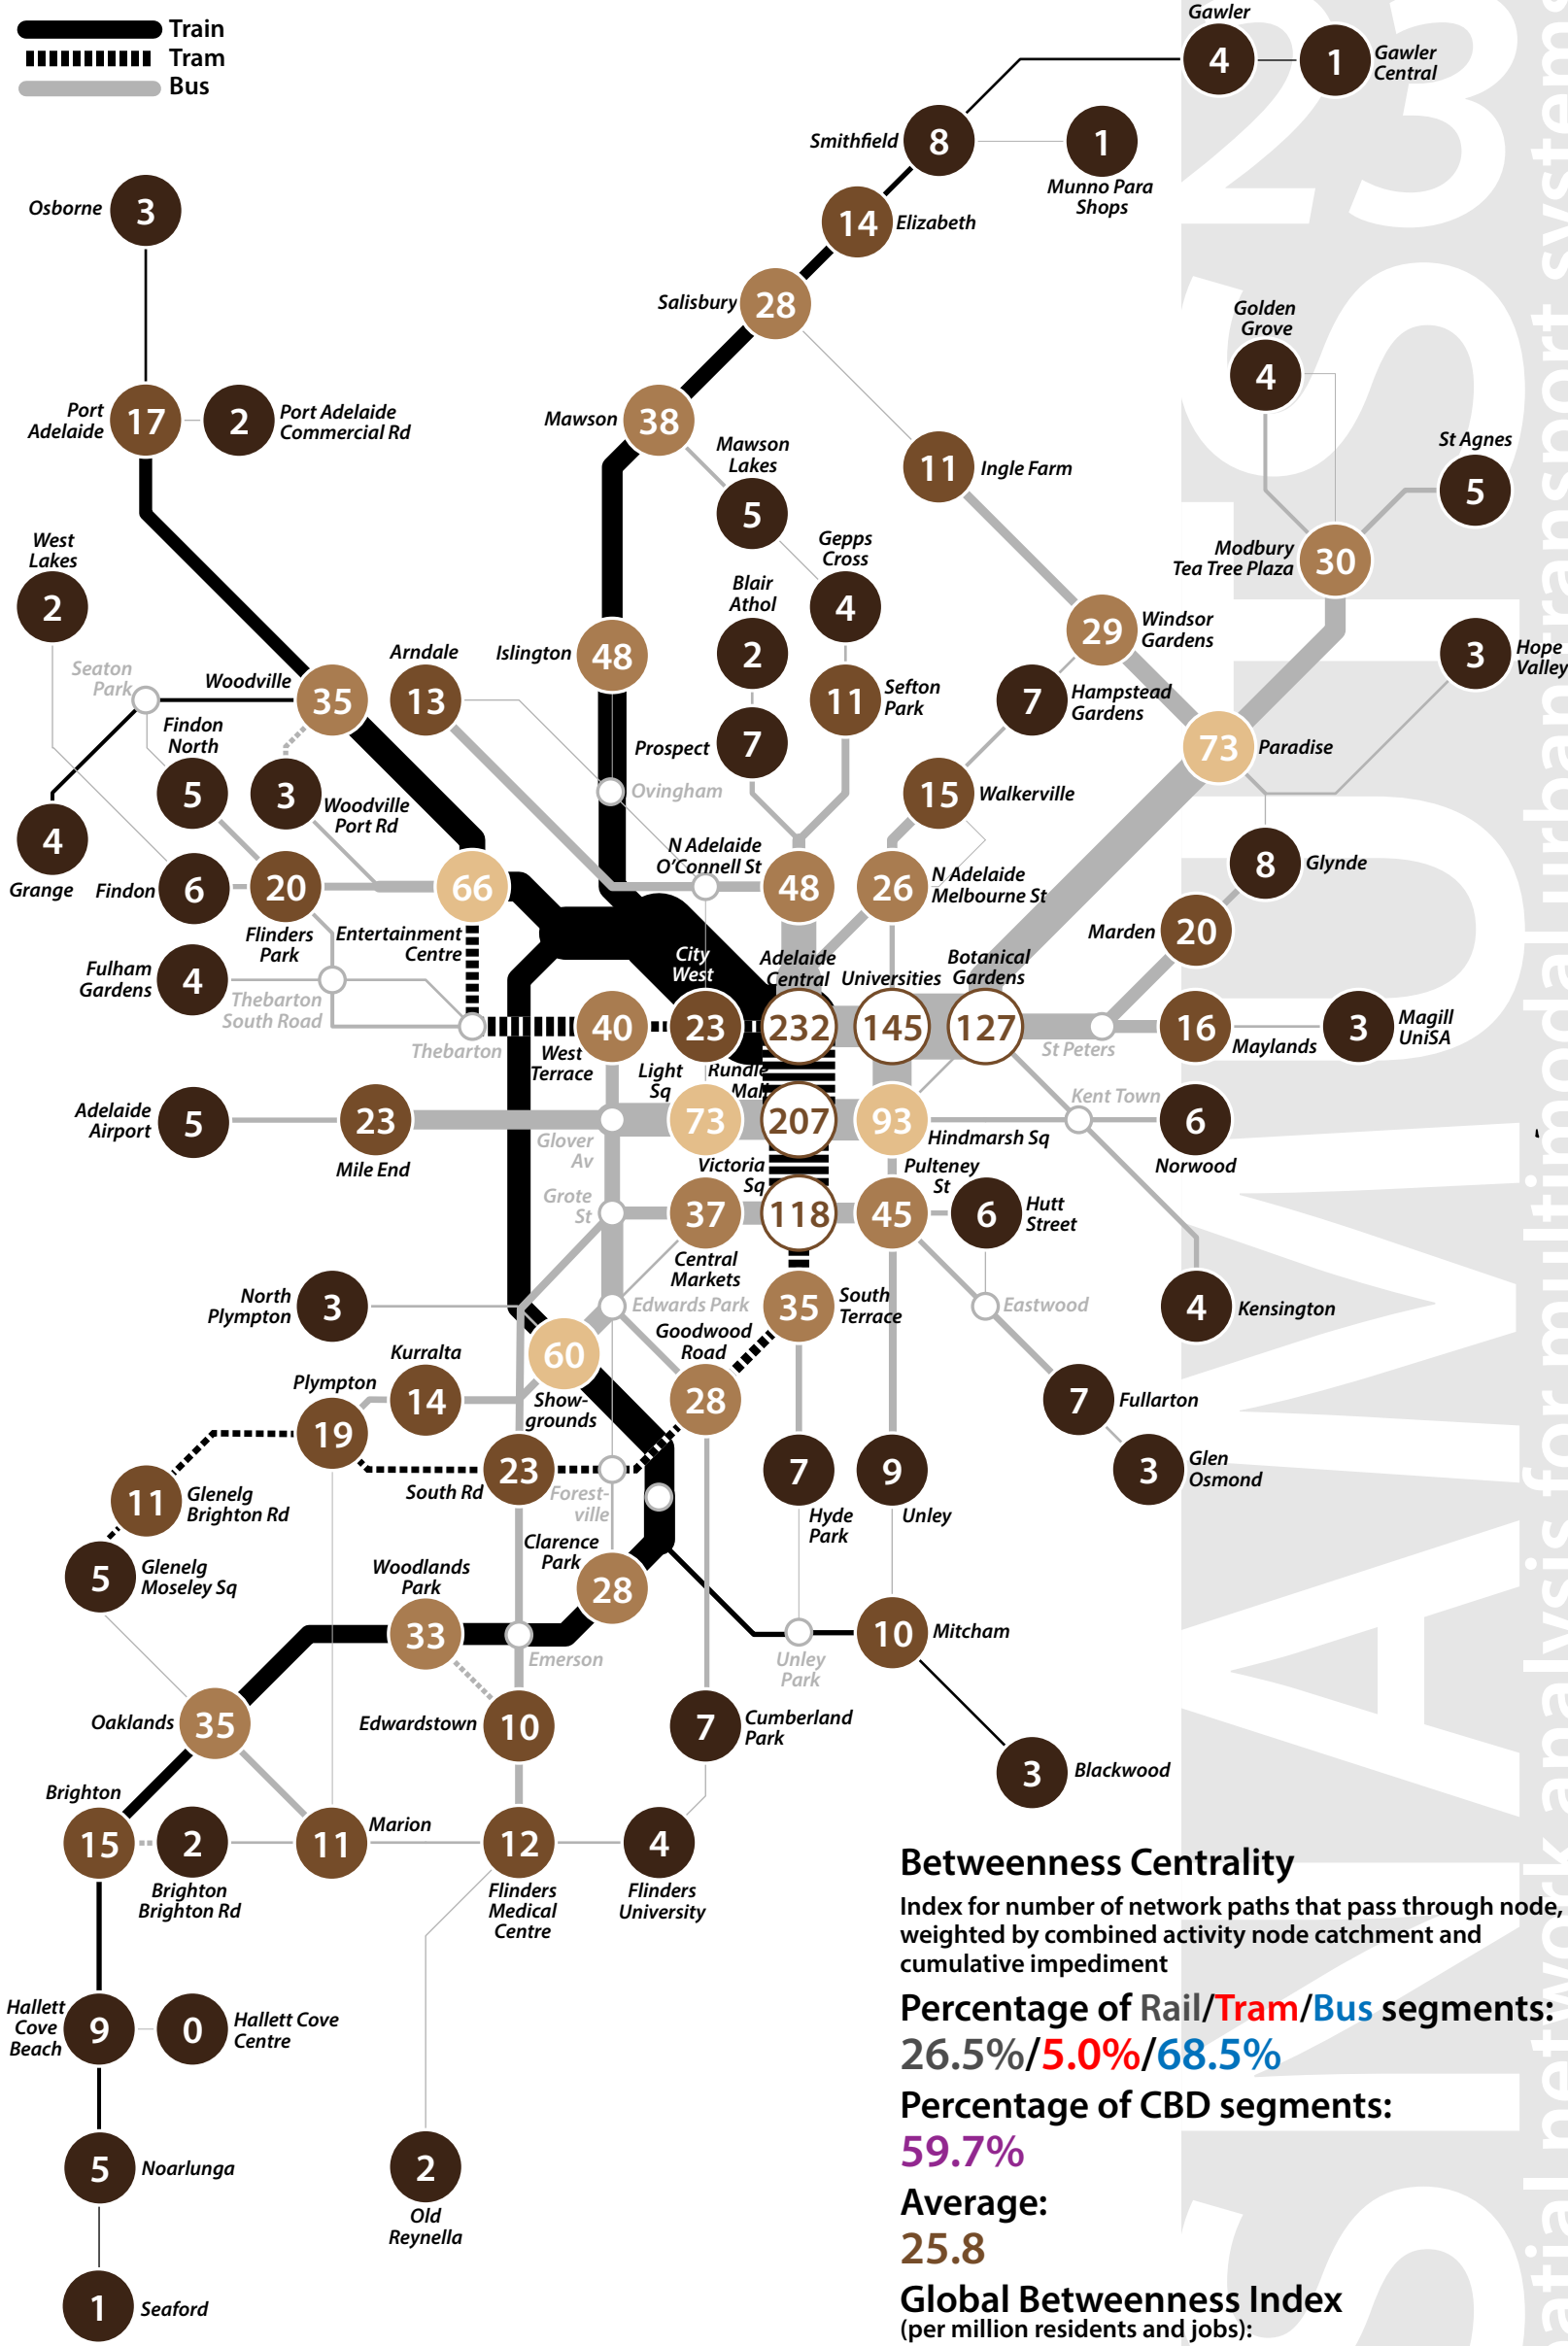 Train
Tram
Bus
Gawler
4
1
Gawler
Central
Smithfield
8
1
Munno Para
Shops
Osborne
3
14
Elizabeth
Salisbury
28
Golden
Grove
4
Port
Adelaide
17
2
Port Adelaide
Commercial Rd
Mawson
38
Mawson
Lakes
5
11
Ingle Farm
St Agnes
5
West
Lakes
2
Gepps
Cross
4
Blair
Athol
2
Modbury
Tea Tree Plaza
30
29
Windsor
Gardens
3
Hope
Valley
Seaton
Park
Woodville
35
Arndale
13
Islington
48
11
Sefton
Park
7
Hampstead
Gardens
Findon
North
5
3
Woodville
Port Rd
Prospect
7
73
Paradise
Ovingham
15
Walkerville
4
Grange
Findon
6
20
Flinders
Park
66
Entertainment
Centre
N Adelaide
O'Connell St
48
26
N Adelaide
Melbourne St
8
Glynde
Marden
20
Fulham
Gardens
4
Thebarton
South Road
City
West
Adelaide
Central
Universities
Botanical
Gardens
Thebarton
West
Terrace
40
23
232
145
127
St Peters
16
Maylands
3
Magill
UniSA
Light
Sq
Rundle
Mall
Adelaide
Airport
5
23
Mile End
Glover
Av
73
207
93
Hindmarsh Sq
Kent Town
6
Norwood
Victoria
Sq
Pulteney
St
Grote
St
37
Central
Markets
118
45
6
Hutt
Street
North
Plympton
3
Edwards Park
35
South
Terrace
Eastwood
4
Kensington
Goodwood
Road
28
60
Show-
grounds
Kurralta
14
Plympton
19
7
Fullarton
3
Glen
Osmond
11
Glenelg
Brighton Rd
23
South Rd
Forest-
ville
7
Hyde
Park
9
Unley
5
Glenelg
Moseley Sq
Woodlands
Park
33
Clarence
Park
28
Emerson
Unley
Park
10
Mitcham
Oaklands
35
Edwardstown
10
7
Cumberland
Park
3
Blackwood
Brighton
15
2
Brighton
Brighton Rd
11
Marion
12
Flinders
Medical
Centre
4
Flinders
University
Hallett
Cove
Beach
9
0
Hallett Cove
Centre
5
Noarlunga
2
Old
Reynella
1
Seaford
Betweenness Centrality
Index for number of network paths that pass through node,
weighted by combined activity node catchment and
cumulative impediment
Percentage of Rail/Tram/Bus segments:
26.5%/5.0%/68.5%
Percentage of CBD segments:
59.7%
Average:
25.8
Global Betweenness Index
(per million residents and jobs):
SNAMUTS 23
atial network analysis for multimodal urban transport systems